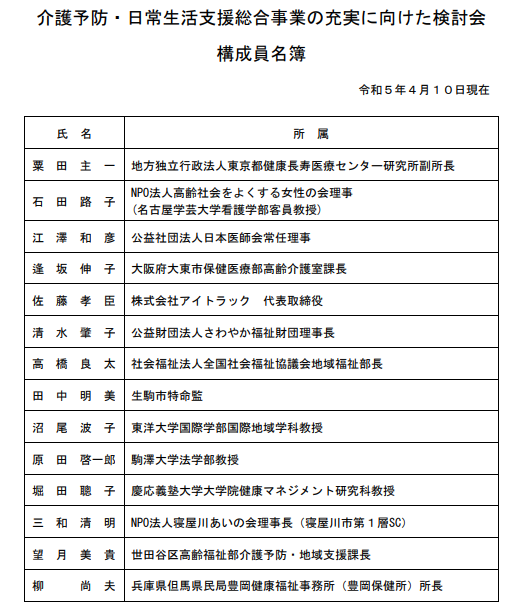 介護予防・日常生活支援総合事業の充実に向けた検討会
構成員名簿
令和５年４月１０日現在
氏 名 所 属
粟 田 主 一 地方独立行政法人東京都健康長寿医療センター研究所副所長
石 田 路 子 NPO法人高齢社会をよくする女性の会理事
（名古屋学芸大学看護学部客員教授）
江 澤 和 彦 公益社団法人日本医師会常任理事
逢 坂 伸 子 大阪府大東市保健医療部高齢介護室課長
佐 藤 孝 臣 株式会社アイトラック 代表取締役
清 水 肇 子 公益財団法人さわやか福祉財団理事長
高 橋 良 太 社会福祉法人全国社会福祉協議会地域福祉部長
田 中 明 美 生駒市特命監
沼 尾 波 子 東洋大学国際学部国際地域学科教授
原 田 啓一郎 駒澤大学法学部教授
堀 田 聰 子 慶応義塾大学大学院健康マネジメント研究科教授
三 和 清 明 NPO法人寝屋川あいの会理事長（寝屋川市第１層SC）
望 月 美 貴 世田谷区高齢福祉部介護予防・地域支援課長
柳 尚 夫 兵庫県但馬県民局豊岡健康福祉事務所（豊岡保健所）所長